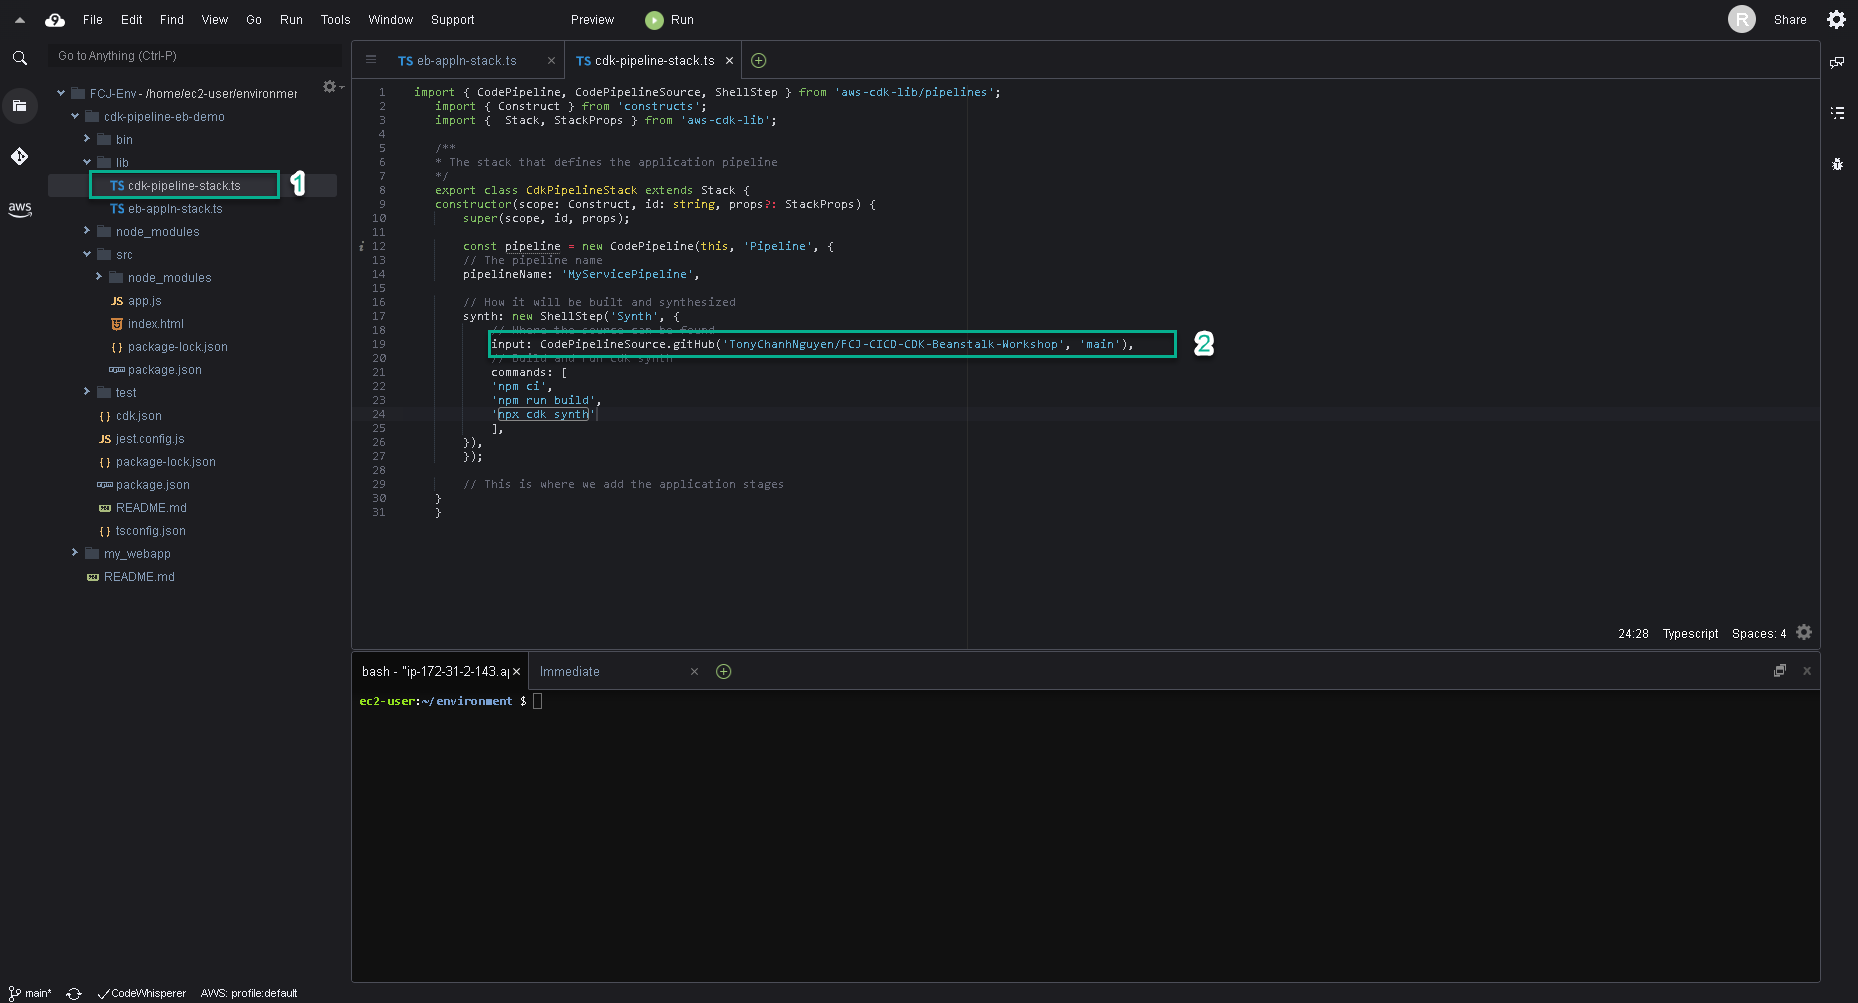 File Edit Find View Go Run Tools Window Support Preview Run R Share
Go to Anything (Ctrl-P)
FCJ-Env - /home/ec2-user/environmer
cdk-pipeline-eb-demo
bin
lib
TS cdk-pipeline-stack.ts
1
TS eb-appln-stack.ts
node_modules
src
node_modules
JS app.js
index.html
{} package-lock.json
package.json
test
{} cdk.json
JS jest.config.js
{} package-lock.json
package.json
README.md
{} tsconfig.json
my_webapp
README.md
aws
TS eb-appln-stack.ts
TS cdk-pipeline-stack.ts
1 import { CodePipeline, CodePipelineSource, ShellStep } from 'aws-cdk-lib/pipelines';
2 import { Construct } from 'constructs';
3 import {  Stack, StackProps } from 'aws-cdk-lib';
4
5 /**
6 * The stack that defines the application pipeline
7 */
8 export class CdkPipelineStack extends Stack {
9 constructor(scope: Construct, id: string, props?: StackProps) {
10 super(scope, id, props);
11
12 const pipeline = new CodePipeline(this, 'Pipeline', {
13 // The pipeline name
14 pipelineName: 'MyServicePipeline',
15
16 // How it will be built and synthesized
17 synth: new ShellStep('Synth', {
18 // Where the source can be found
19 input: CodePipelineSource.gitHub('TonyChanhNguyen/FCJ-CICD-CDK-Beanstalk-Workshop', 'main'),
2
20 // Build and run cdk synth
21 commands: [
22 'npm ci',
23 'npm run build',
24 'npx cdk synth'
25 ],
26 }),
27 });
28
29 // This is where we add the application stages
30 }
31 }
24:28 Typescript Spaces: 4
bash - "ip-172-31-2-143.ap
Immediate
ec2-user:~/environment $
main* CodeWhisperer AWS: profile:default